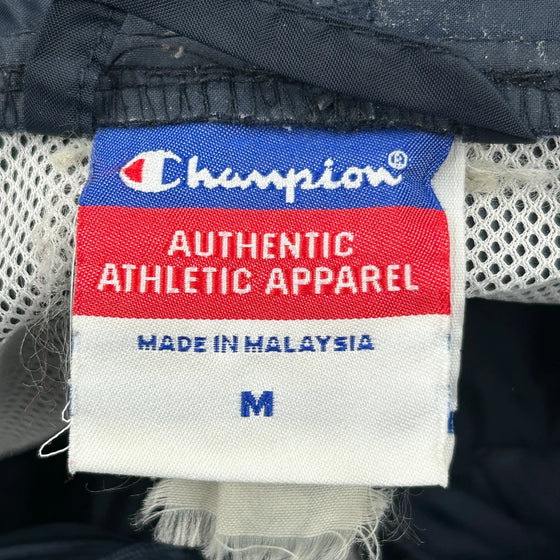 Champion®
AUTHENTIC
ATHLETIC APPAREL
MADE IN MALAYSIA
M